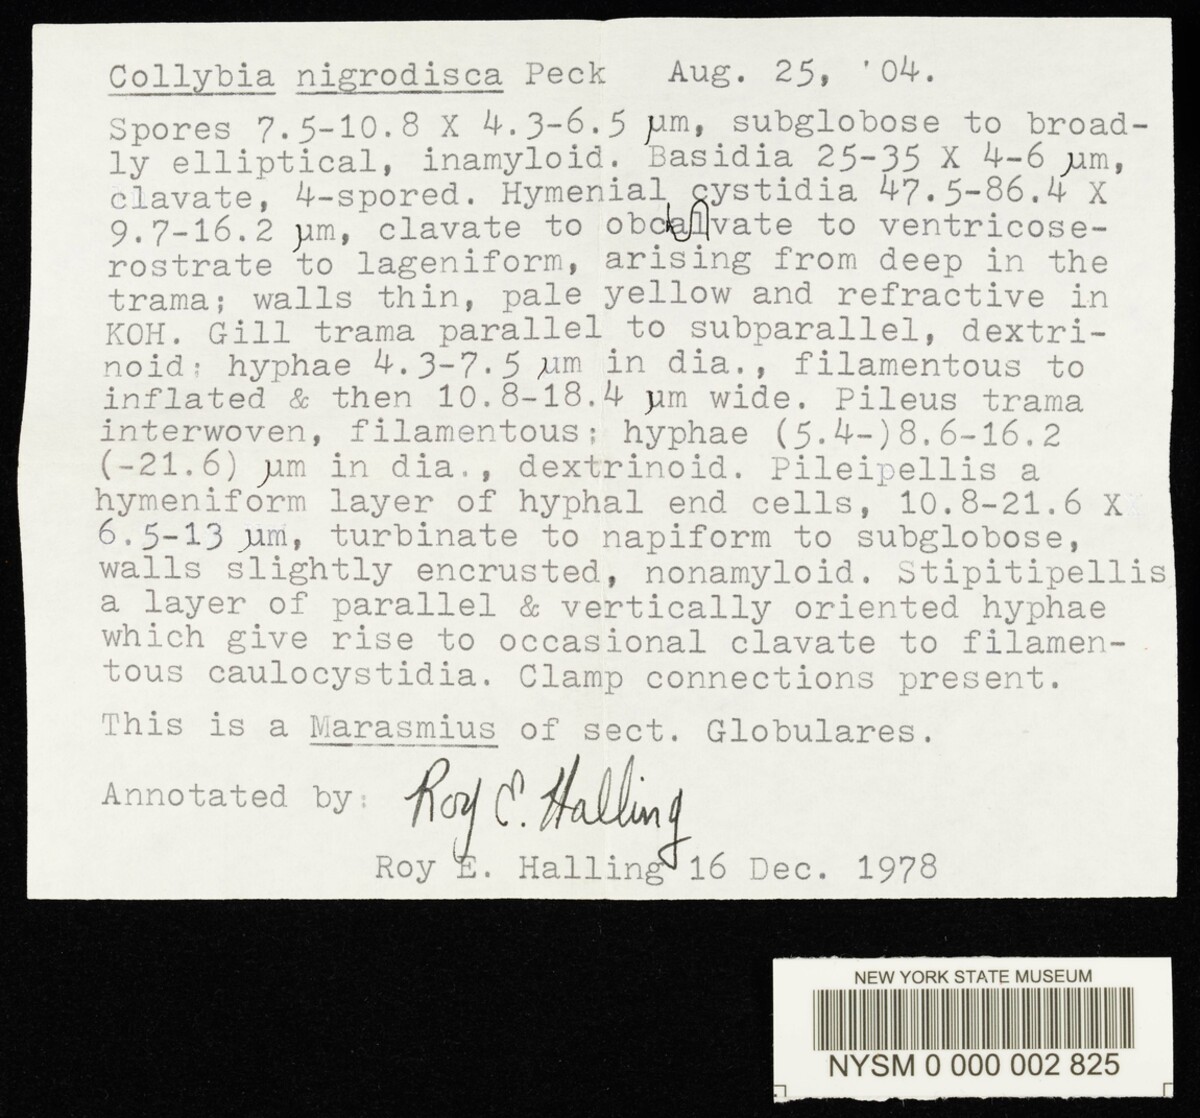 Collybia nigrodisca Peck Aug. 25, '04.
Spores 7.5-10.8 X 4.3-6.5 µm, subglobose to broad-
ly elliptical, inamyloid. Basidia 25-35 X 4-6 µm,
clavate, 4-spored. Hymenial cystidia 47.5-86.4 X
9.7-16.2 µm, clavate to obcalvate to ventricose-
rostrate to lageniform, arising from deep in the
trama; walls thin, pale yellow and refractive in
KOH. Gill trama parallel to subparallel, dextri-
noid; hyphae 4.3-7.5 µm in dia., filamentous to
inflated & then 10.8-18.4 µm wide. Pileus trama
interwoven, filamentous; hyphae (5.4-)8.6-16.2
(-21.6) µm in dia., dextrinoid. Pileipellis a
hymeniform layer of hyphal end cells, 10.8-21.6 X
6.5-13 µm, turbinate to napiform to subglobose,
walls slightly encrusted, nonamyloid. Stipitipellis
a layer of parallel & vertically oriented hyphae
which give rise to occasional clavate to filamen-
tous caulocystidia. Clamp connections present.
This is a Marasmius of sect. Globulares.
Annotated by: Roy E. Halling
Roy E. Halling 16 Dec. 1978
NEW YORK STATE MUSEUM
NYSM 0 000 002 825